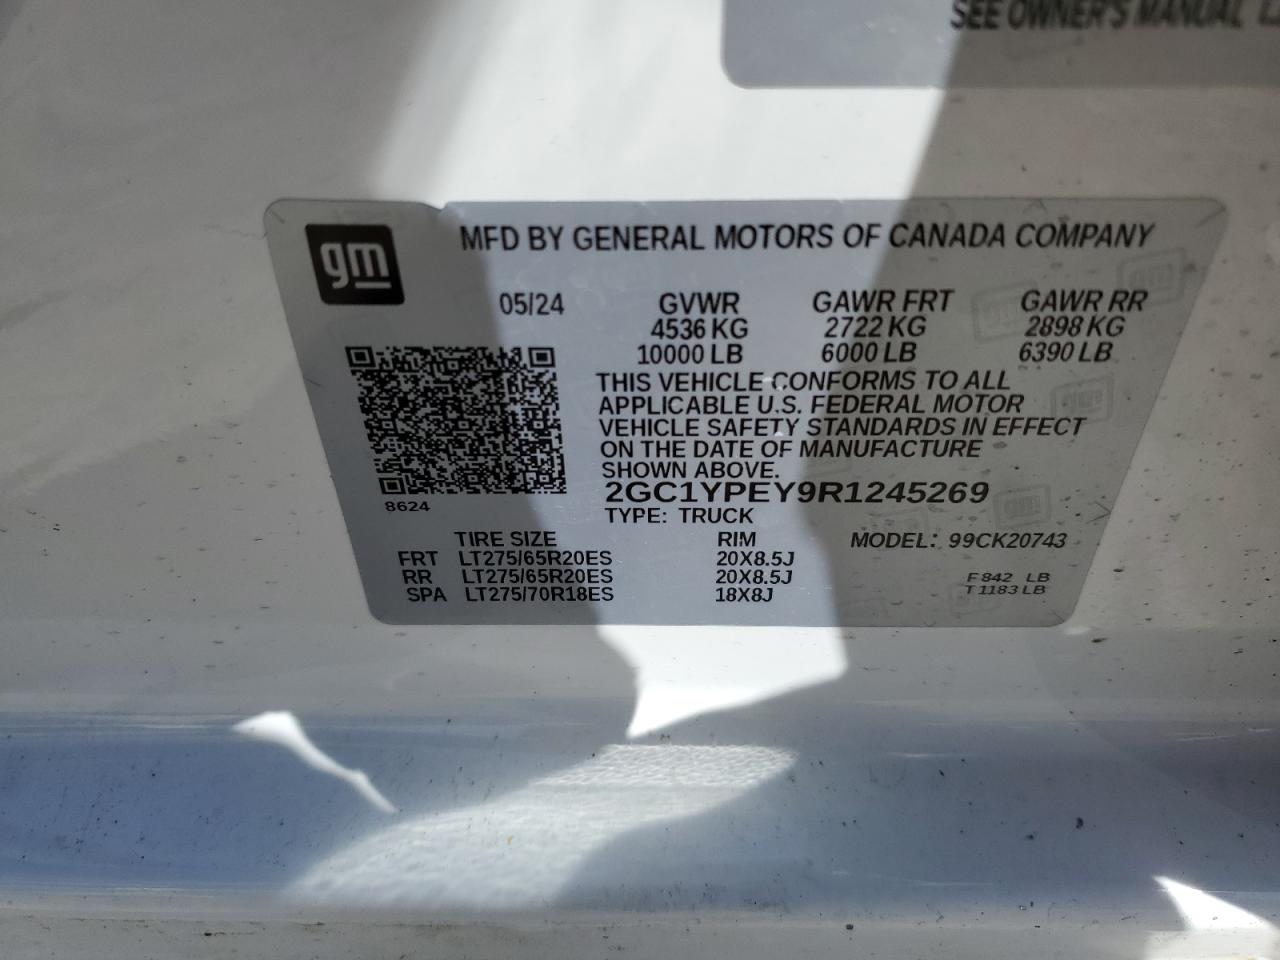 SEE OWNER'S MANUAL
gm
MFD BY GENERAL MOTORS OF CANADA COMPANY
05/24 GVWR GAWR FRT GAWR RR
4536 KG 2722 KG 2898 KG
10000 LB 6000 LB 6390 LB
THIS VEHICLE CONFORMS TO ALL
APPLICABLE U.S. FEDERAL MOTOR
VEHICLE SAFETY STANDARDS IN EFFECT
ON THE DATE OF MANUFACTURE
SHOWN ABOVE.
2GC1YPEY9R1245269
8624
TYPE: TRUCK
TIRE SIZE RIM MODEL: 99CK20743
FRT LT275/65R20ES 20X8.5J
RR LT275/65R20ES 20X8.5J F 842 LB
SPA LT275/70R18ES 18X8J T 1183 LB